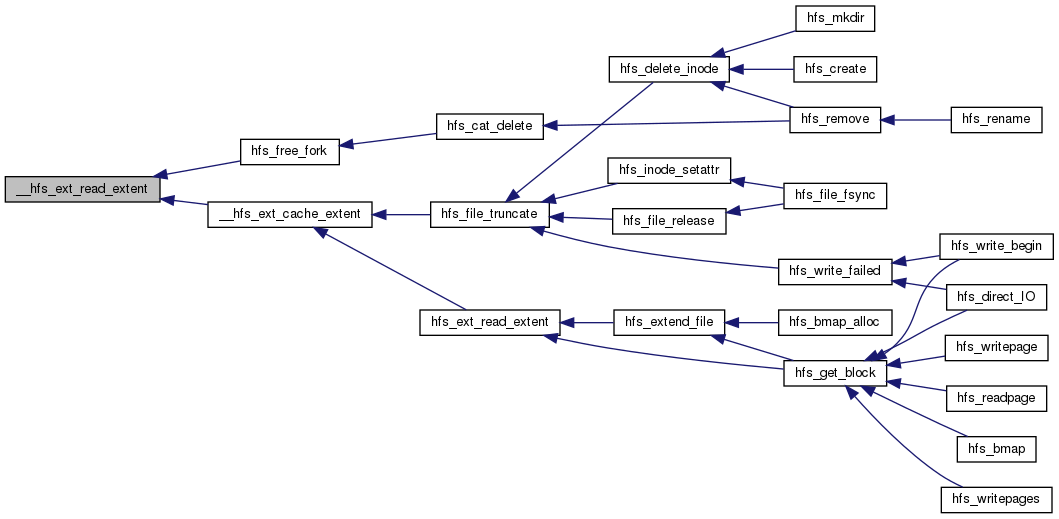 hfs_mkdir
hfs_delete_inode
hfs_create
hfs_cat_delete
hfs_remove
hfs_rename
hfs_free_fork
__hfs_ext_read_extent
hfs_inode_setattr
hfs_file_fsync
__hfs_ext_cache_extent
hfs_file_truncate
hfs_file_release
hfs_write_begin
hfs_write_failed
hfs_direct_IO
hfs_ext_read_extent
hfs_extend_file
hfs_bmap_alloc
hfs_writepage
hfs_get_block
hfs_readpage
hfs_bmap
hfs_writepages